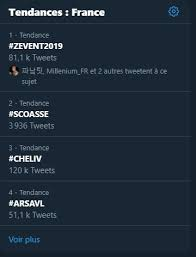 Tendances : France
1 · Tendance
#ZEVENT2019
81,1 k Tweets
Millenium_FR et 2 autres tweetent à ce
sujet
2 · Tendance
#SCOASSE
3 936 Tweets
3 · Tendance
#CHELIV
120 k Tweets
4 · Tendance
#ARSAVL
51,1 k Tweets
Voir plus